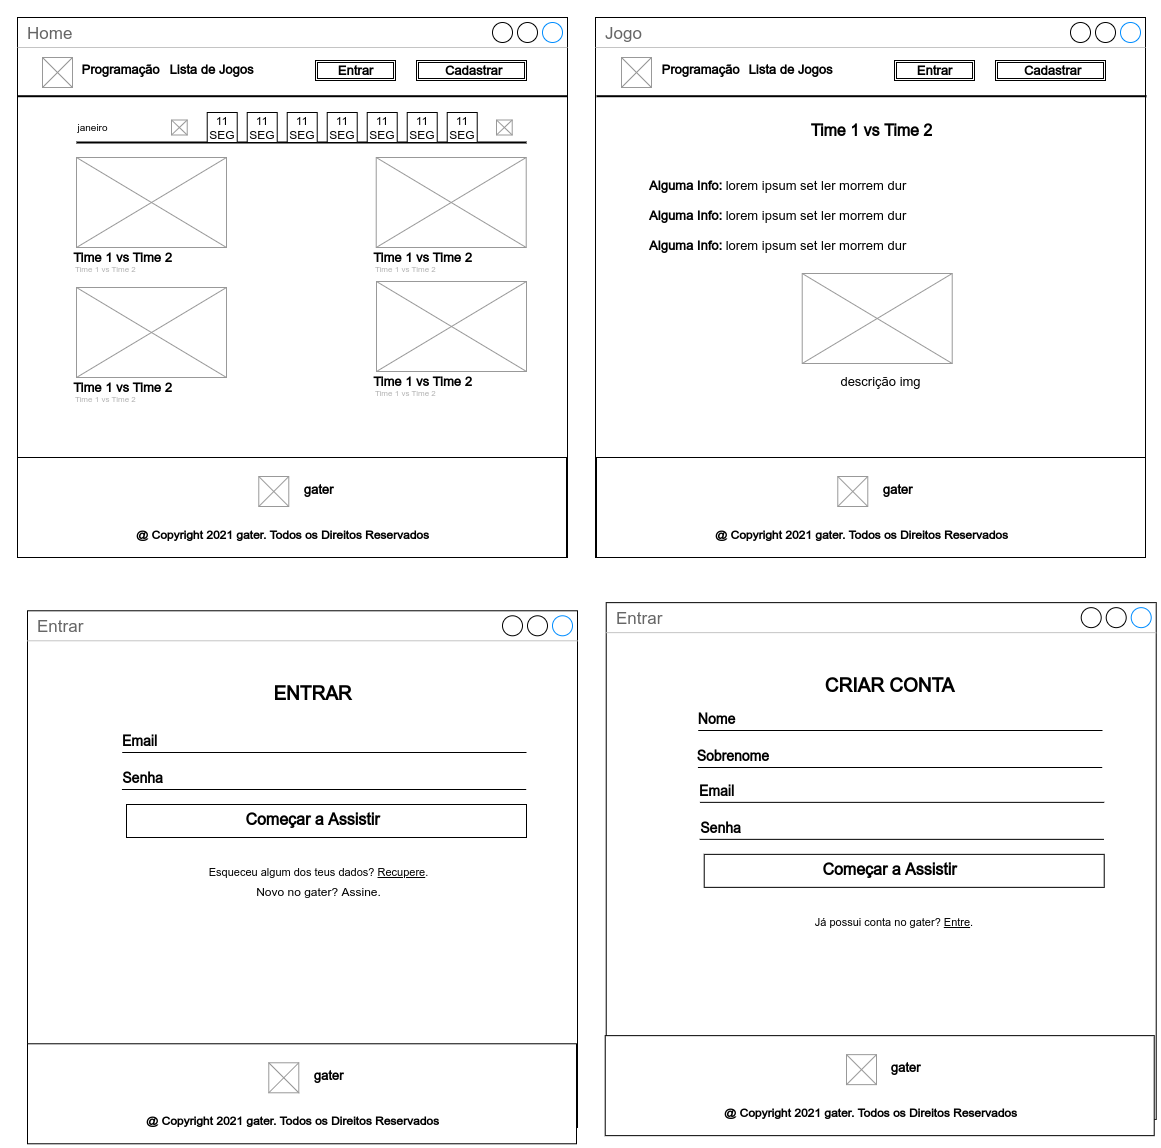 Home
Programação Lista de Jogos Entrar Cadastrar
janeiro 11 11 11 11 11 11 11
SEG SEG SEG SEG SEG SEG SEG
Time 1 vs Time 2 Time 1 vs Time 2
Time 1 vs Time 2 Time 1 vs Time 2
Time 1 vs Time 2 Time 1 vs Time 2
Time 1 vs Time 2 Time 1 vs Time 2
gater
@ Copyright 2021 gater. Todos os Direitos Reservados
Jogo
Programação Lista de Jogos Entrar Cadastrar
Time 1 vs Time 2
Alguma Info: lorem ipsum set ler morrem dur
Alguma Info: lorem ipsum set ler morrem dur
Alguma Info: lorem ipsum set ler morrem dur
descrição img
gater
@ Copyright 2021 gater. Todos os Direitos Reservados
Entrar
ENTRAR
Email
Senha
Começar a Assistir
Esqueceu algum dos teus dados? Recupere.
Novo no gater? Assine.
gater
@ Copyright 2021 gater. Todos os Direitos Reservados
Entrar
CRIAR CONTA
Nome
Sobrenome
Email
Senha
Começar a Assistir
Já possui conta no gater? Entre.
gater
@ Copyright 2021 gater. Todos os Direitos Reservados